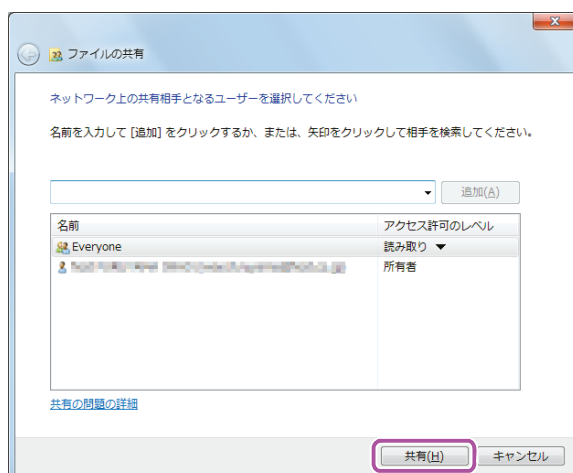 ファイルの共有
ネットワーク上の共有相手となるユーザーを選択してください
名前を入力して [追加] をクリックするか、または、矢印をクリックして相手を検索してください。
追加(A)
名前 アクセス許可のレベル
Everyone 読み取り
所有者
共有の問題の詳細
共有(H) キャンセル